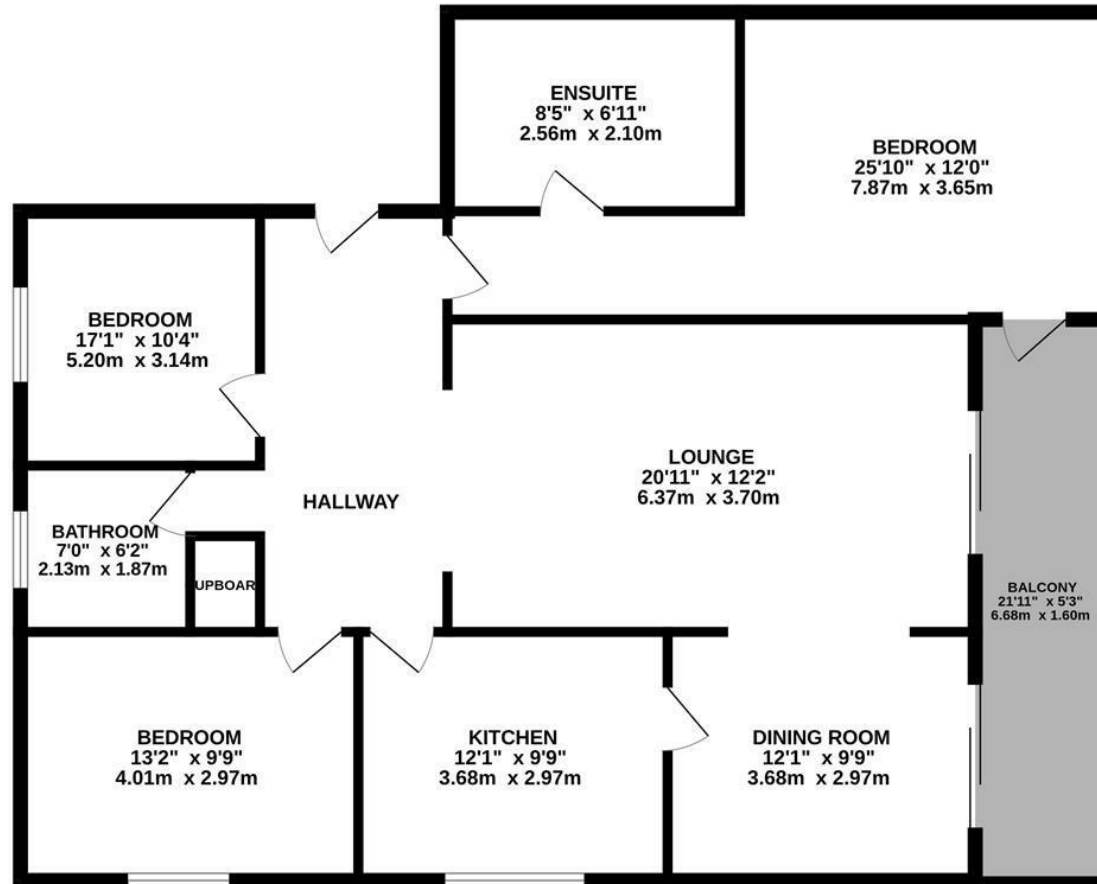 ENSUITE
8'5" x 6'11"
2.56m x 2.10m
BEDROOM
25'10" x 12'0"
7.87m x 3.65m
BEDROOM
17'1" x 10'4"
5.20m x 3.14m
LOUNGE
20'11" x 12'2"
6.37m x 3.70m
HALLWAY
BATHROOM
7'0" x 6'2"
2.13m x 1.87m
UPBOAR
BALCONY
21'11" x 5'3"
6.68m x 1.60m
BEDROOM
13'2" x 9'9"
4.01m x 2.97m
KITCHEN
12'1" x 9'9"
3.68m x 2.97m
DINING ROOM
12'1" x 9'9"
3.68m x 2.97m